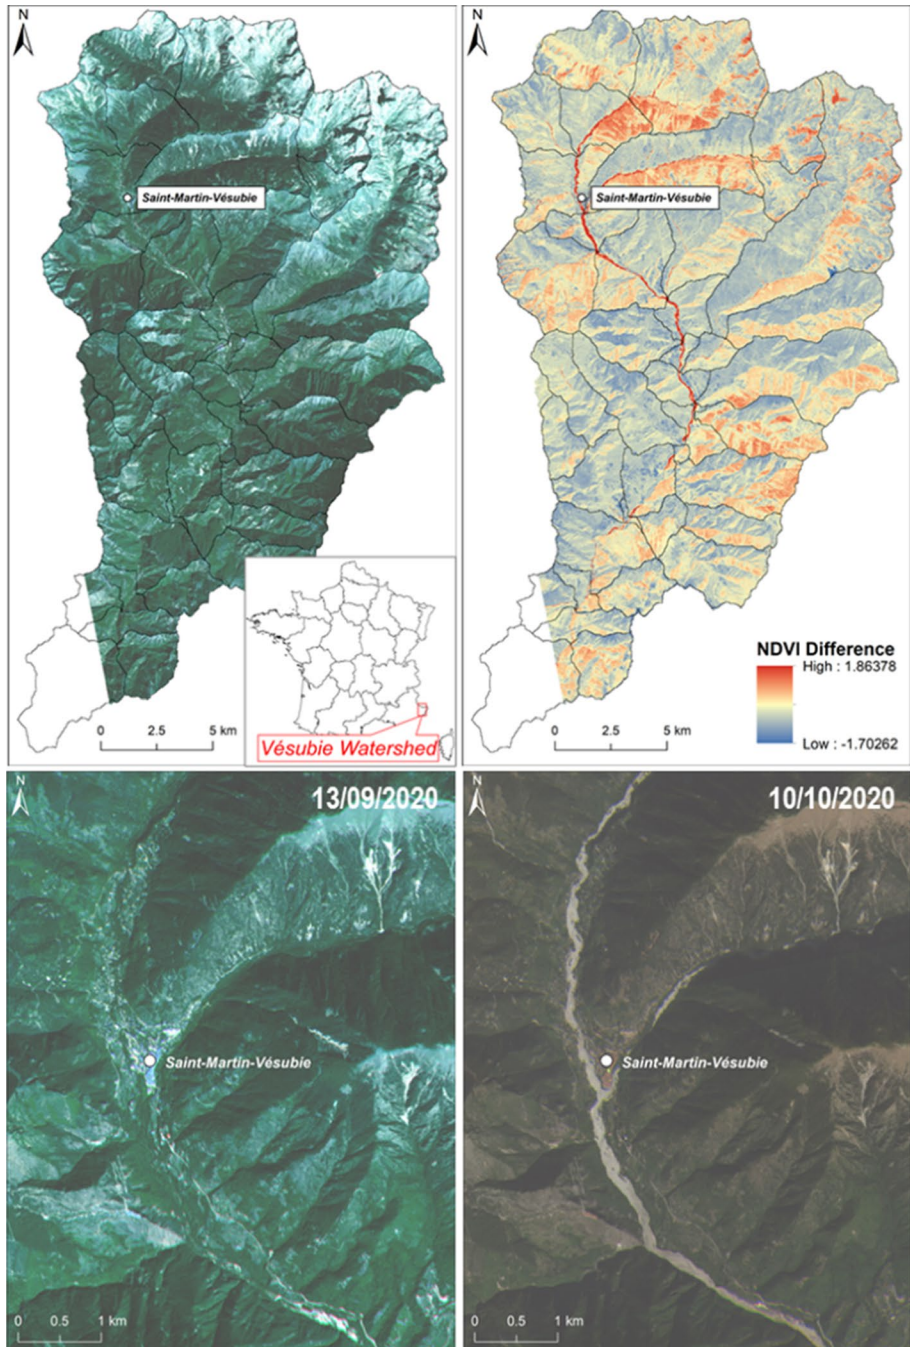 N
Saint-Martin-Vésubie
0 2.5 5 km
Vésubie Watershed
N
Saint-Martin-Vésubie
NDVI Difference
High : 1.86378
Low : -1.70262
0 2.5 5 km
N
13/09/2020
Saint-Martin-Vésubie
0 0.5 1 km
N
10/10/2020
Saint-Martin-Vésubie
0 0.5 1 km